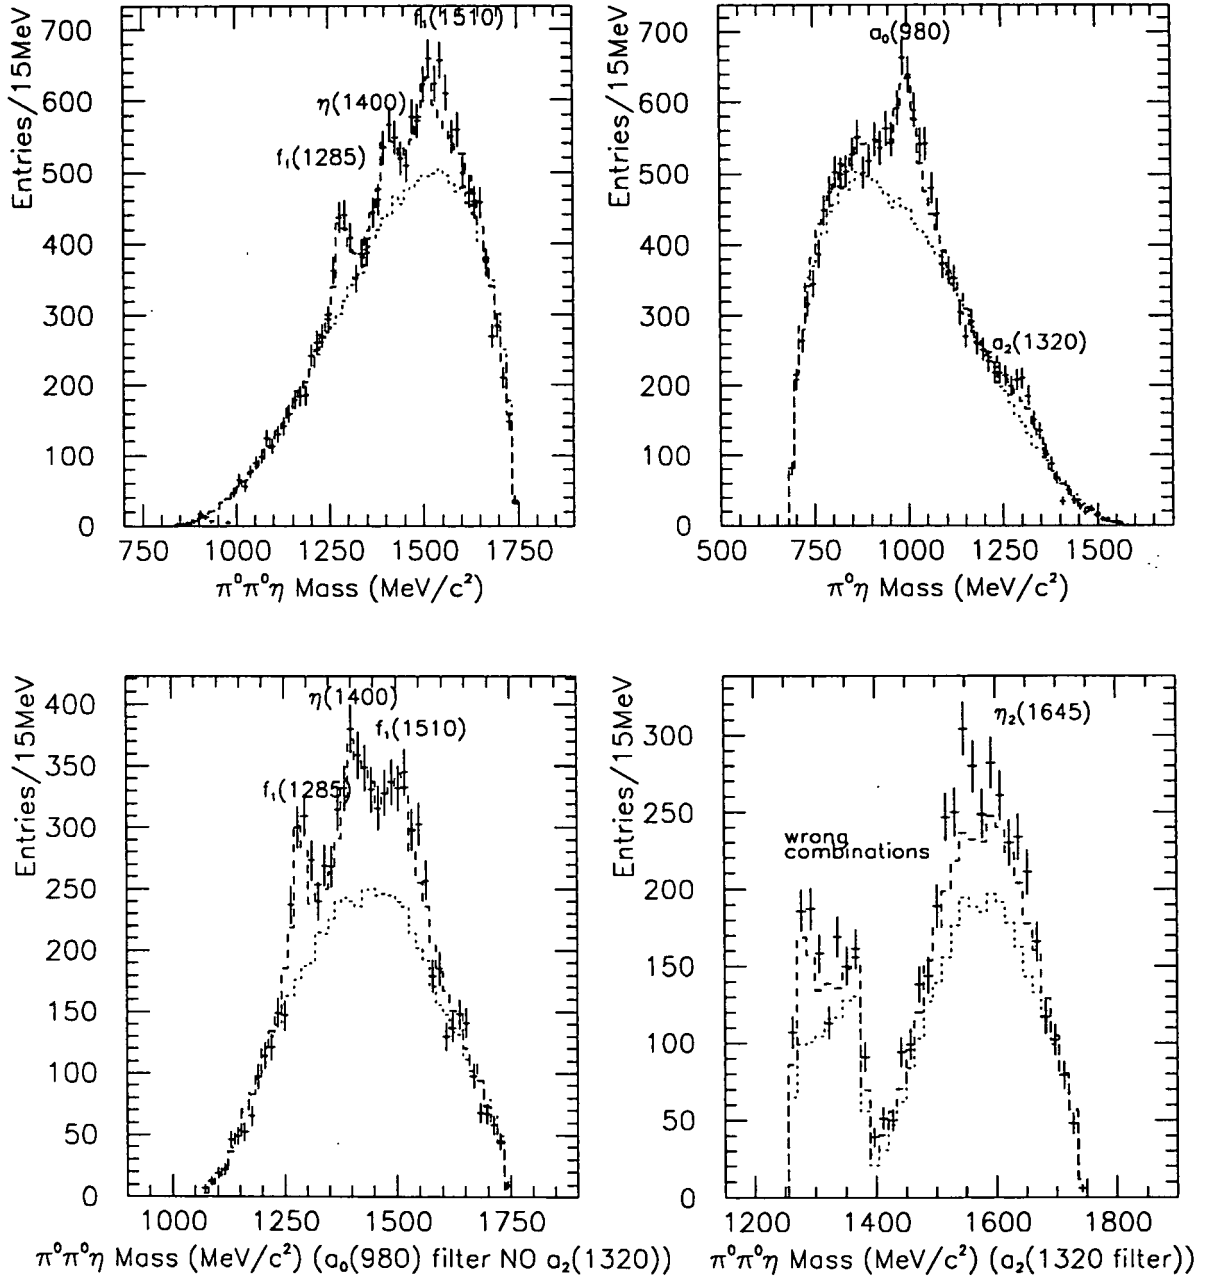 Entries/15MeV
700
600
500
400
300
200
100
0
f₁(1510)
η(1400)
f₁(1285)
750 1000 1250 1500 1750
π⁰π⁰η Mass (MeV/c²)
Entries/15MeV
700
600
500
400
300
200
100
0
a₀(980)
a₂(1320)
500 750 1000 1250 1500
π⁰η Mass (MeV/c²)
Entries/15MeV
400
350
300
250
200
150
100
50
0
η(1400)
f₁(1510)
f₁(1285)
1000 1250 1500 1750
π⁰π⁰η Mass (MeV/c²) (a₀(980) filter NO a₂(1320))
Entries/15MeV
300
250
200
150
100
50
0
η₂(1645)
wrong
combinations
1200 1400 1600 1800
π⁰π⁰η Mass (MeV/c²) (a₂(1320 filter))